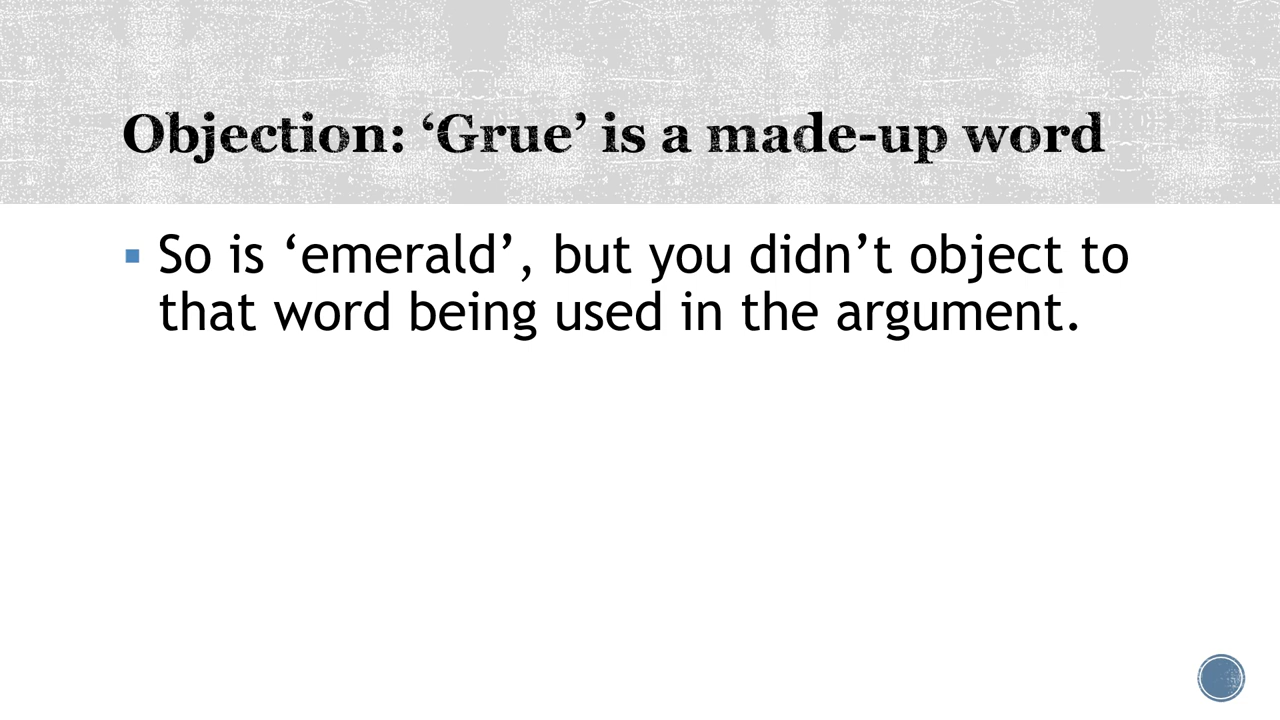 Objection: ‘Grue’ is a made-up word
▪ So is ‘emerald’, but you didn’t object to
that word being used in the argument.